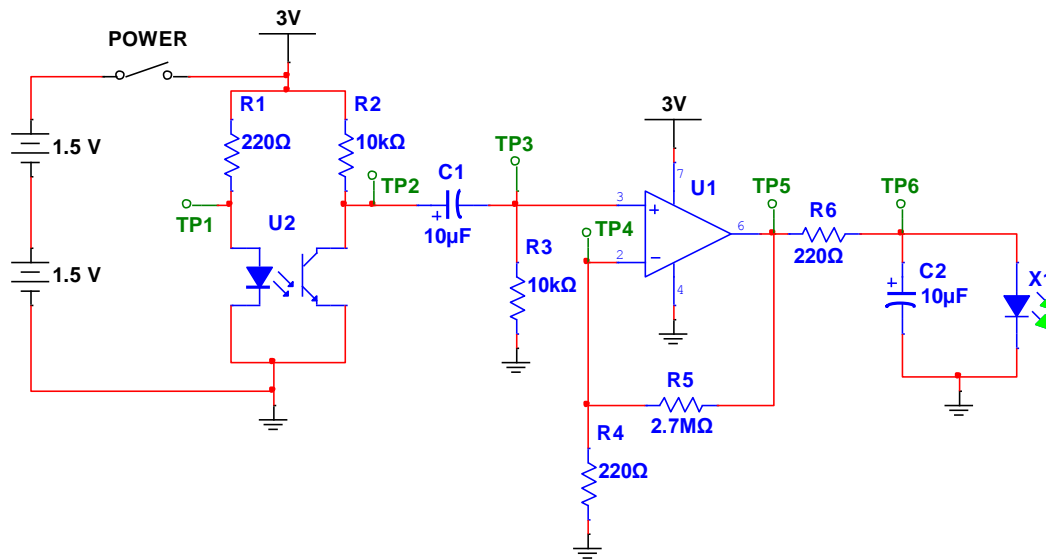 POWER
3V
R1
220Ω
R2
10kΩ
1.5 V
1.5 V
TP1
U2
TP2
C1
+
10µF
TP3
R3
10kΩ
3V
7
U1
3
+
TP4
2
−
6
4
TP5
R6
220Ω
TP6
C2
+
10µF
X1
R5
2.7MΩ
R4
220Ω